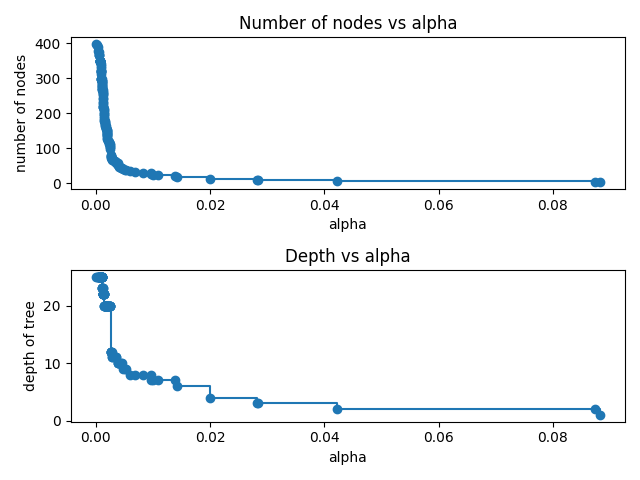 Number of nodes vs alpha
number of nodes
400
300
200
100
0
0.00 0.02 0.04 0.06 0.08
alpha
Depth vs alpha
depth of tree
20
10
0
0.00 0.02 0.04 0.06 0.08
alpha